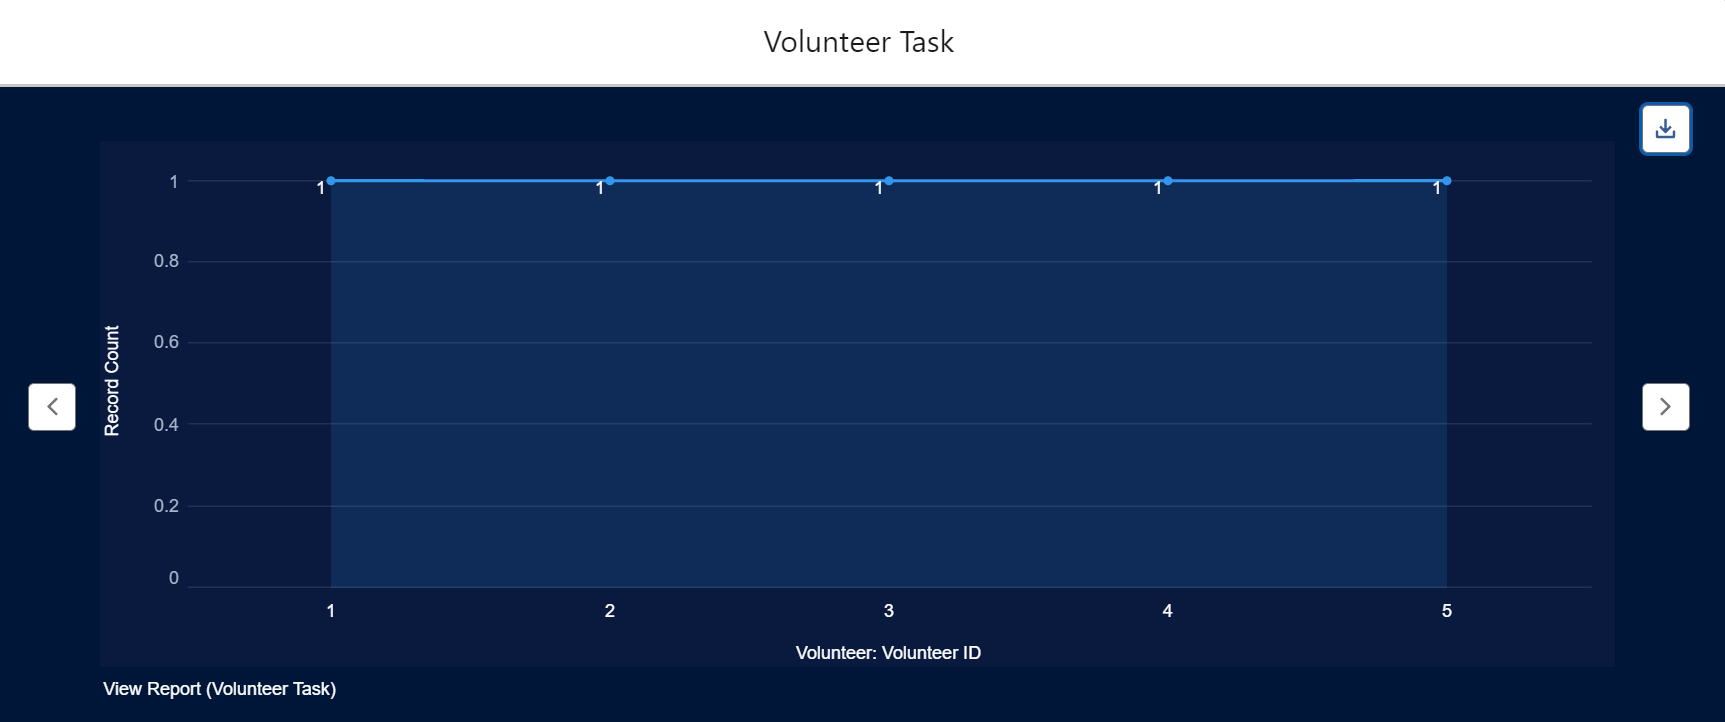 Volunteer Task
1
0.8
0.6
0.4
0.2
0
Record Count
1 1 1 1 1
1 2 3 4 5
Volunteer: Volunteer ID
View Report (Volunteer Task)